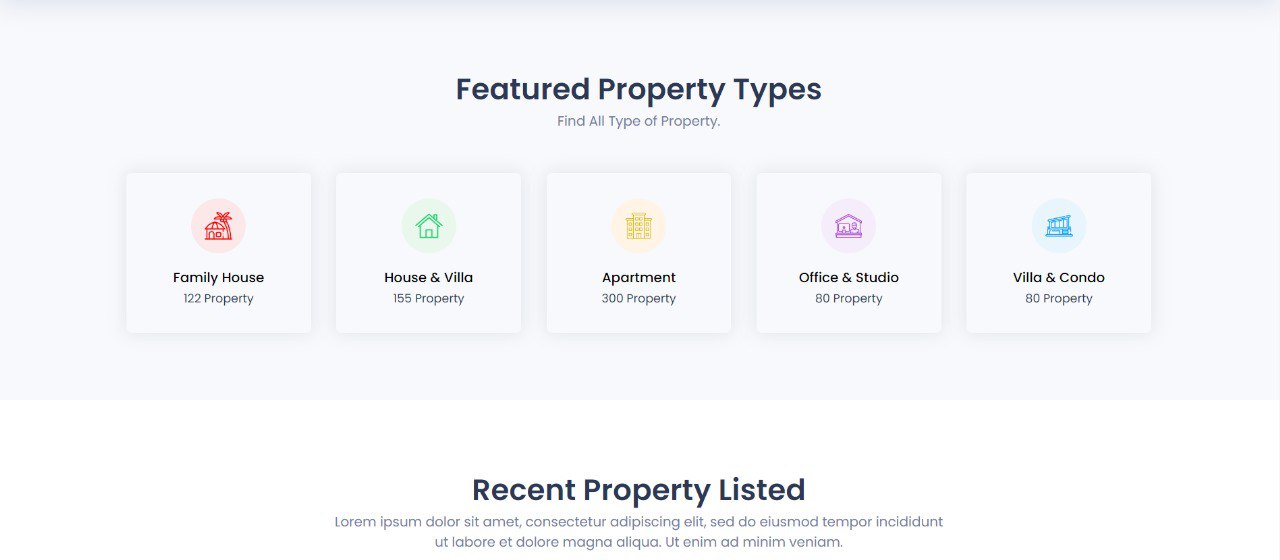 Featured Property Types
Find All Type of Property.
Family House
122 Property
House & Villa
155 Property
Apartment
300 Property
Office & Studio
80 Property
Villa & Condo
80 Property
Recent Property Listed
Lorem ipsum dolor sit amet, consectetur adipiscing elit, sed do eiusmod tempor incididunt
ut labore et dolore magna aliqua. Ut enim ad minim veniam.